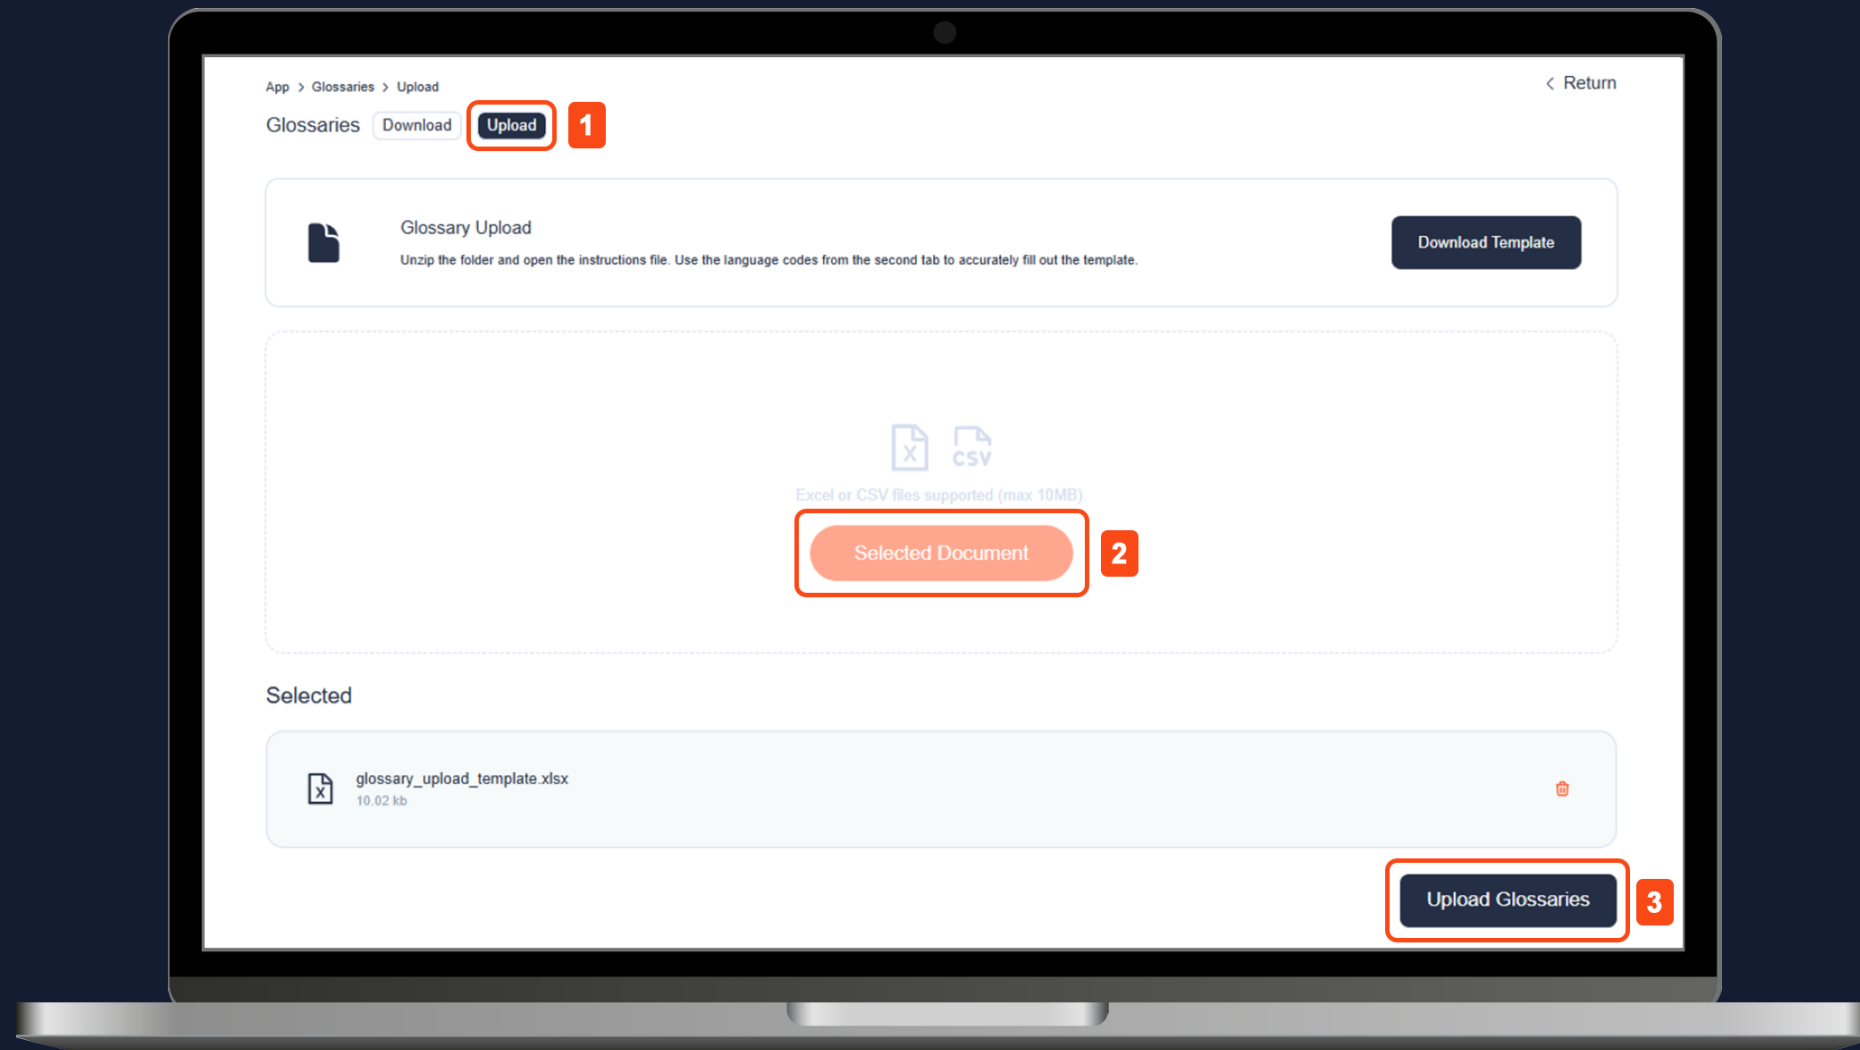 App > Glossaries > Upload
< Return
Glossaries Download Upload 1
Glossary Upload
Unzip the folder and open the instructions file. Use the language codes from the second tab to accurately fill out the template.
Download Template
X CSV
Excel or CSV files supported (max 10MB).
Selected Document 2
Selected
X
glossary_upload_template.xlsx
10.02 kb
Upload Glossaries 3